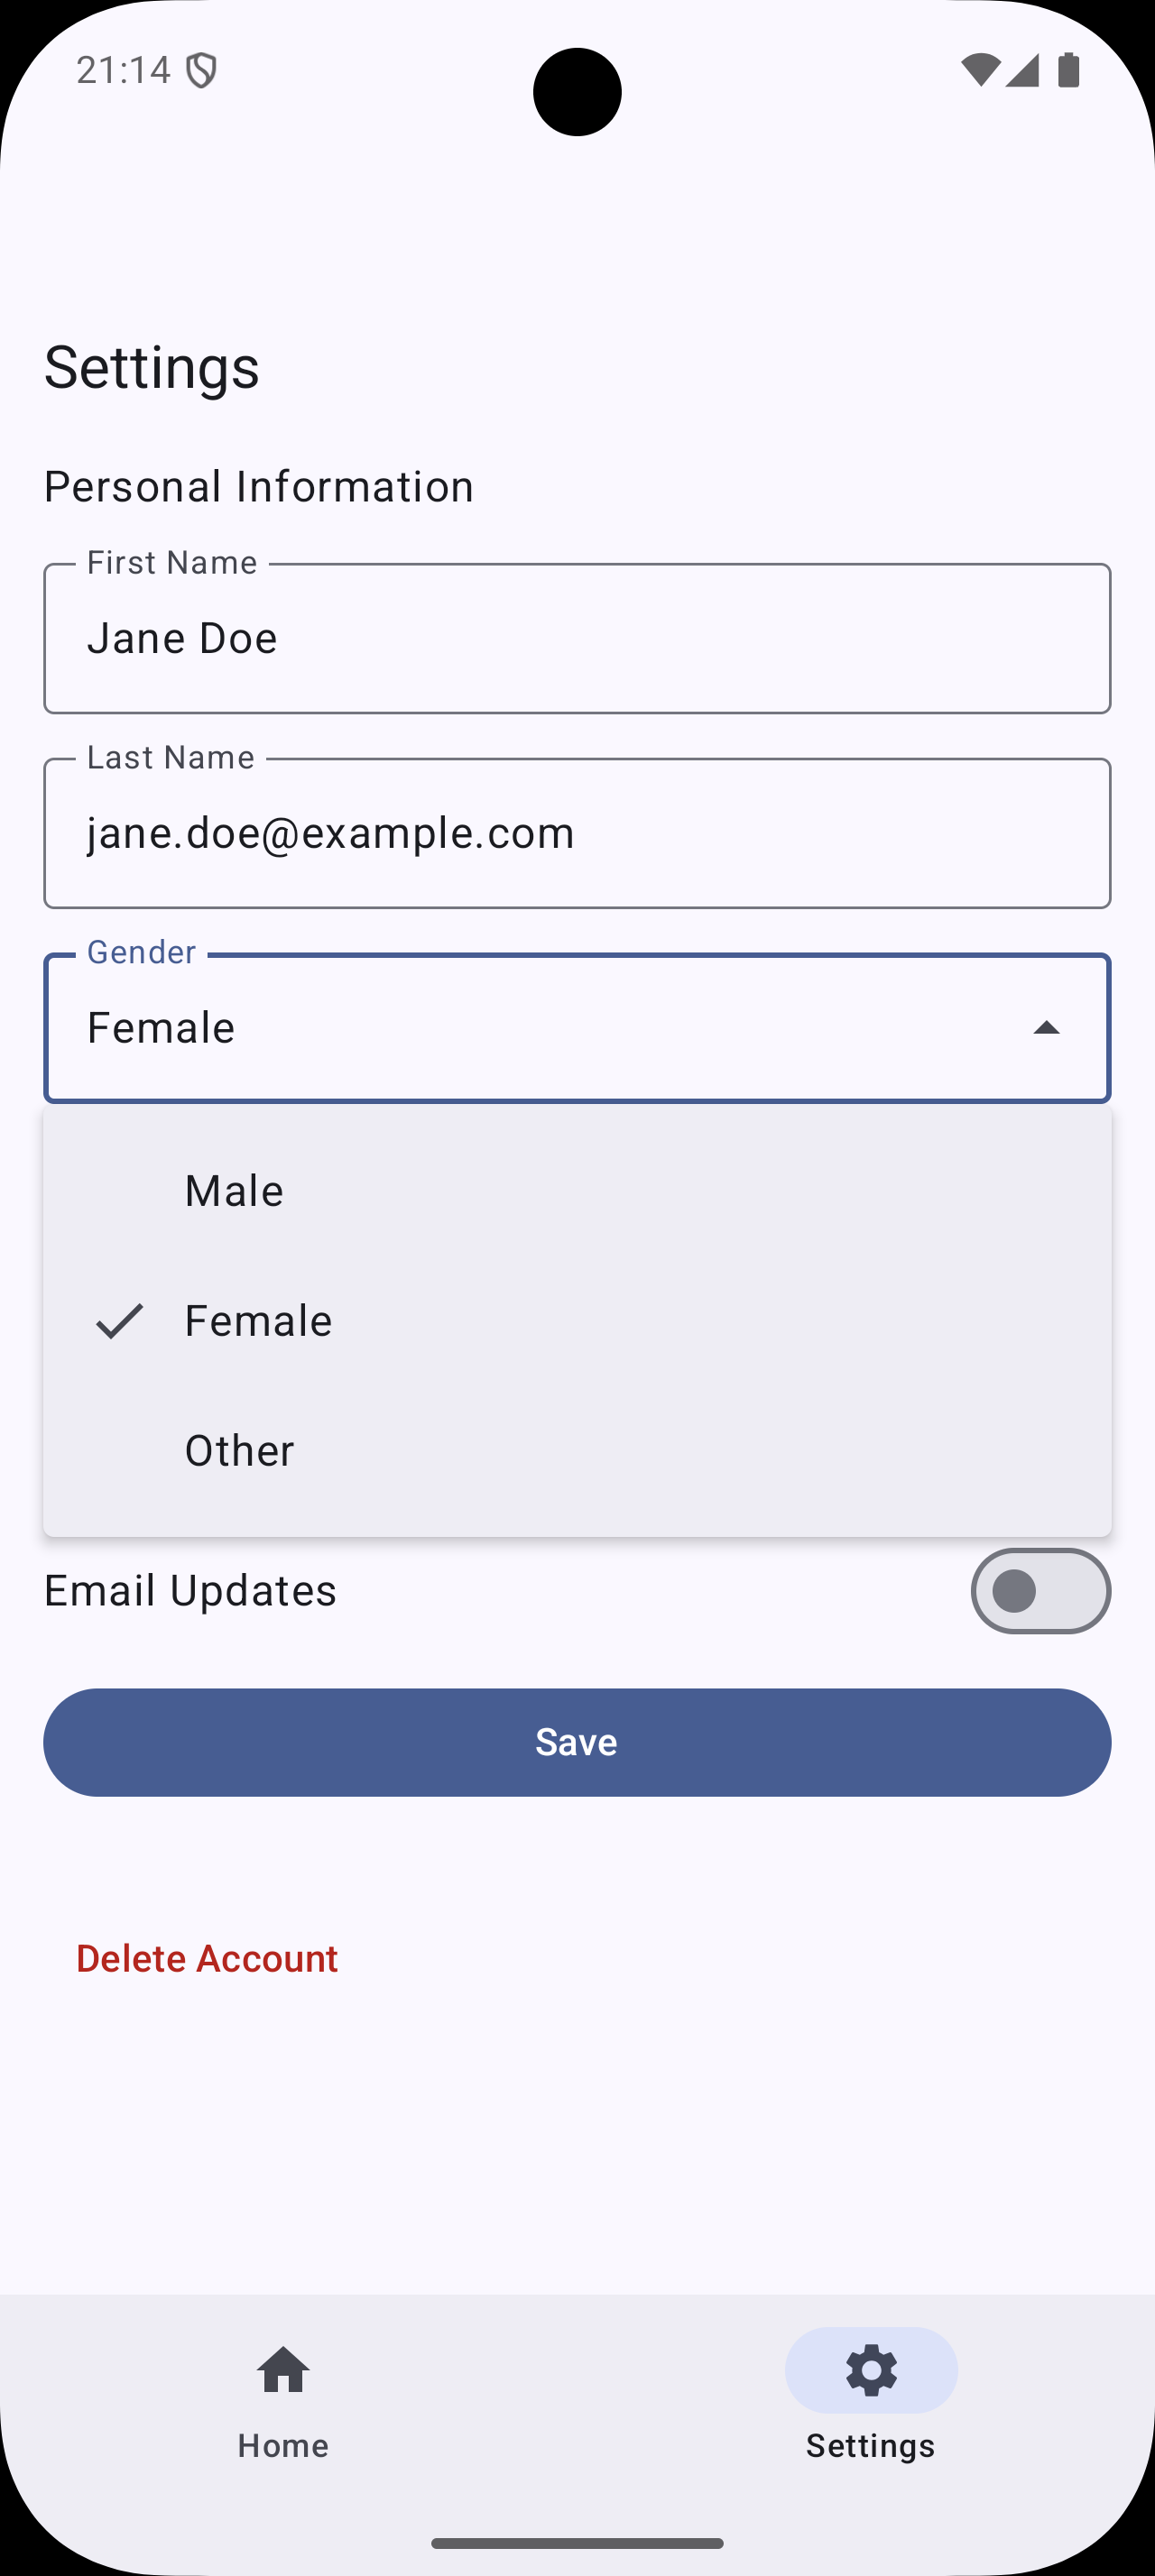 21:14
Settings
Personal Information
First Name
Jane Doe
Last Name
jane.doe@example.com
Gender
Female
Male
Female
Other
Email Updates
Save
Delete Account
Home
Settings